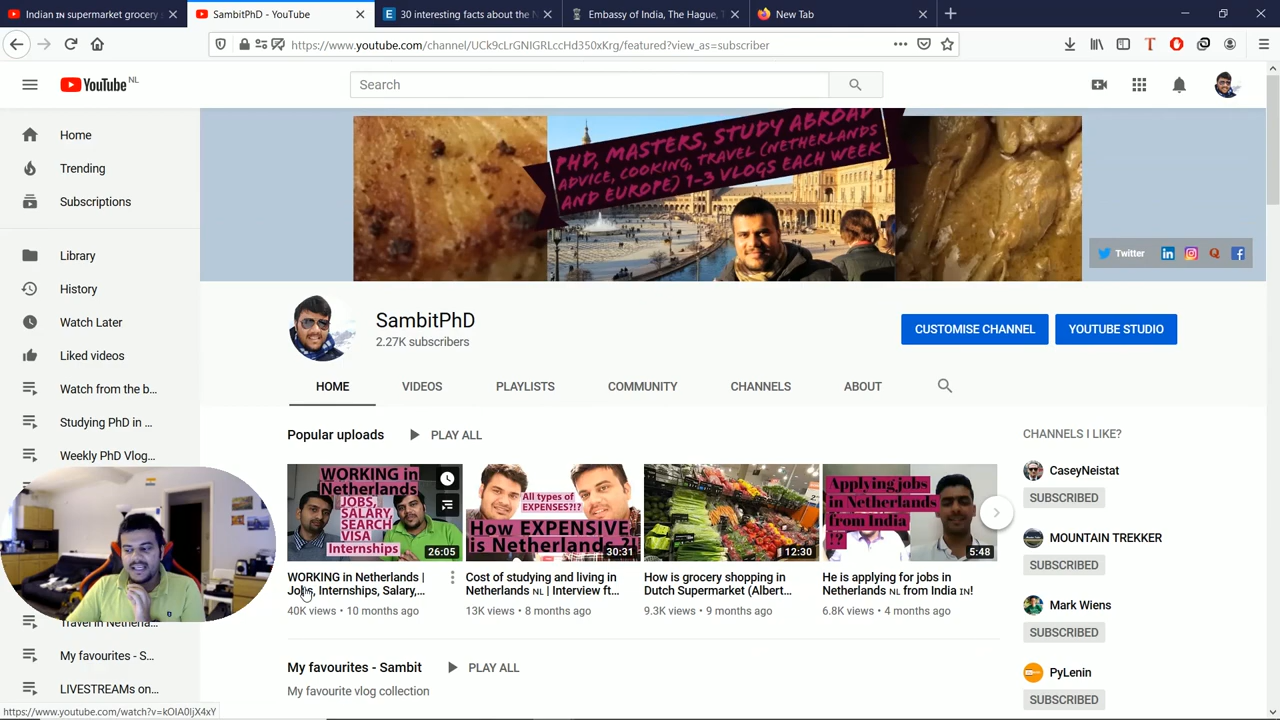 Indian ɪɴ supermarket grocery s
SambitPhD - YouTube
30 interesting facts about the N
Embassy of India, The Hague, T
New Tab
https://www.youtube.com/channel/UCk9cLrGNIGRLccHd350xKrg/featured?view_as=subscriber
YouTube NL
Search
Home
Trending
Subscriptions
Library
History
Watch Later
Liked videos
Watch from the b...
Studying PhD in ...
Weekly PhD Vlog...
My favourites - S...
LIVESTREAMs on...
https://www.youtube.com/watch?v=kOIA0ljX4xY
PHD, MASTERS, STUDY ABROAD
ADVICE, COOKING, TRAVEL (NETHERLANDS
AND EUROPE) 1-3 VLOGS EACH WEEK
Twitter
SambitPhD
2.27K subscribers
CUSTOMISE CHANNEL
YOUTUBE STUDIO
HOME
VIDEOS
PLAYLISTS
COMMUNITY
CHANNELS
ABOUT
Popular uploads
PLAY ALL
WORKING in
Netherlands
JOBS,
SALARY,
SEARCH
VISA
Internships
26:05
WORKING in Netherlands |
Jobs, Internships, Salary,...
40K views • 10 months ago
All types of
EXPENSES?!?
How EXPENSIVE
is Netherlands ?!
30:31
Cost of studying and living in
Netherlands ɴʟ | Interview ft...
13K views • 8 months ago
12:30
How is grocery shopping in
Dutch Supermarket (Albert...
9.3K views • 9 months ago
Applying jobs
in Netherlands
from India
!?
5:48
He is applying for jobs in
Netherlands ɴʟ from India ɪɴ!
6.8K views • 4 months ago
My favourites - Sambit
PLAY ALL
My favourite vlog collection
CHANNELS I LIKE?
CaseyNeistat
SUBSCRIBED
MOUNTAIN TREKKER
SUBSCRIBED
Mark Wiens
SUBSCRIBED
PyLenin
SUBSCRIBED